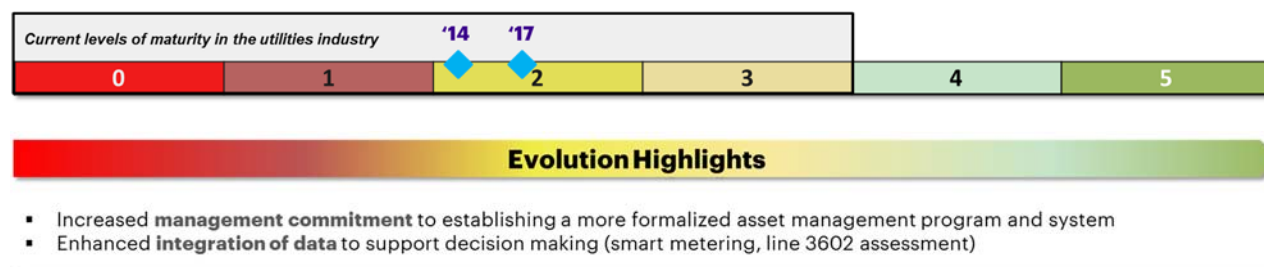 Current levels of maturity in the utilities industry
'14 '17
0 1 2 3 4 5
Evolution Highlights
▪ Increased management commitment to establishing a more formalized asset management program and system
▪ Enhanced integration of data to support decision making (smart metering, line 3602 assessment)